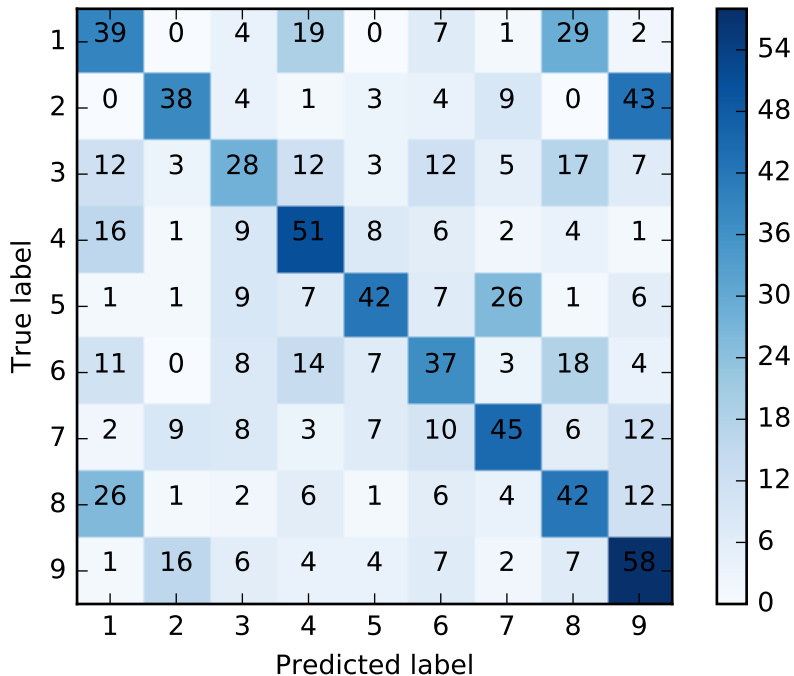 1 39 0 4 19 0 7 1 29 2
2 0 38 4 1 3 4 9 0 43
3 12 3 28 12 3 12 5 17 7
4 16 1 9 51 8 6 2 4 1
5 1 1 9 7 42 7 26 1 6
6 11 0 8 14 7 37 3 18 4
7 2 9 8 3 7 10 45 6 12
8 26 1 2 6 1 6 4 42 12
9 1 16 6 4 4 7 2 7 58
1 2 3 4 5 6 7 8 9
Predicted label
True label
54
48
42
36
30
24
18
12
6
0